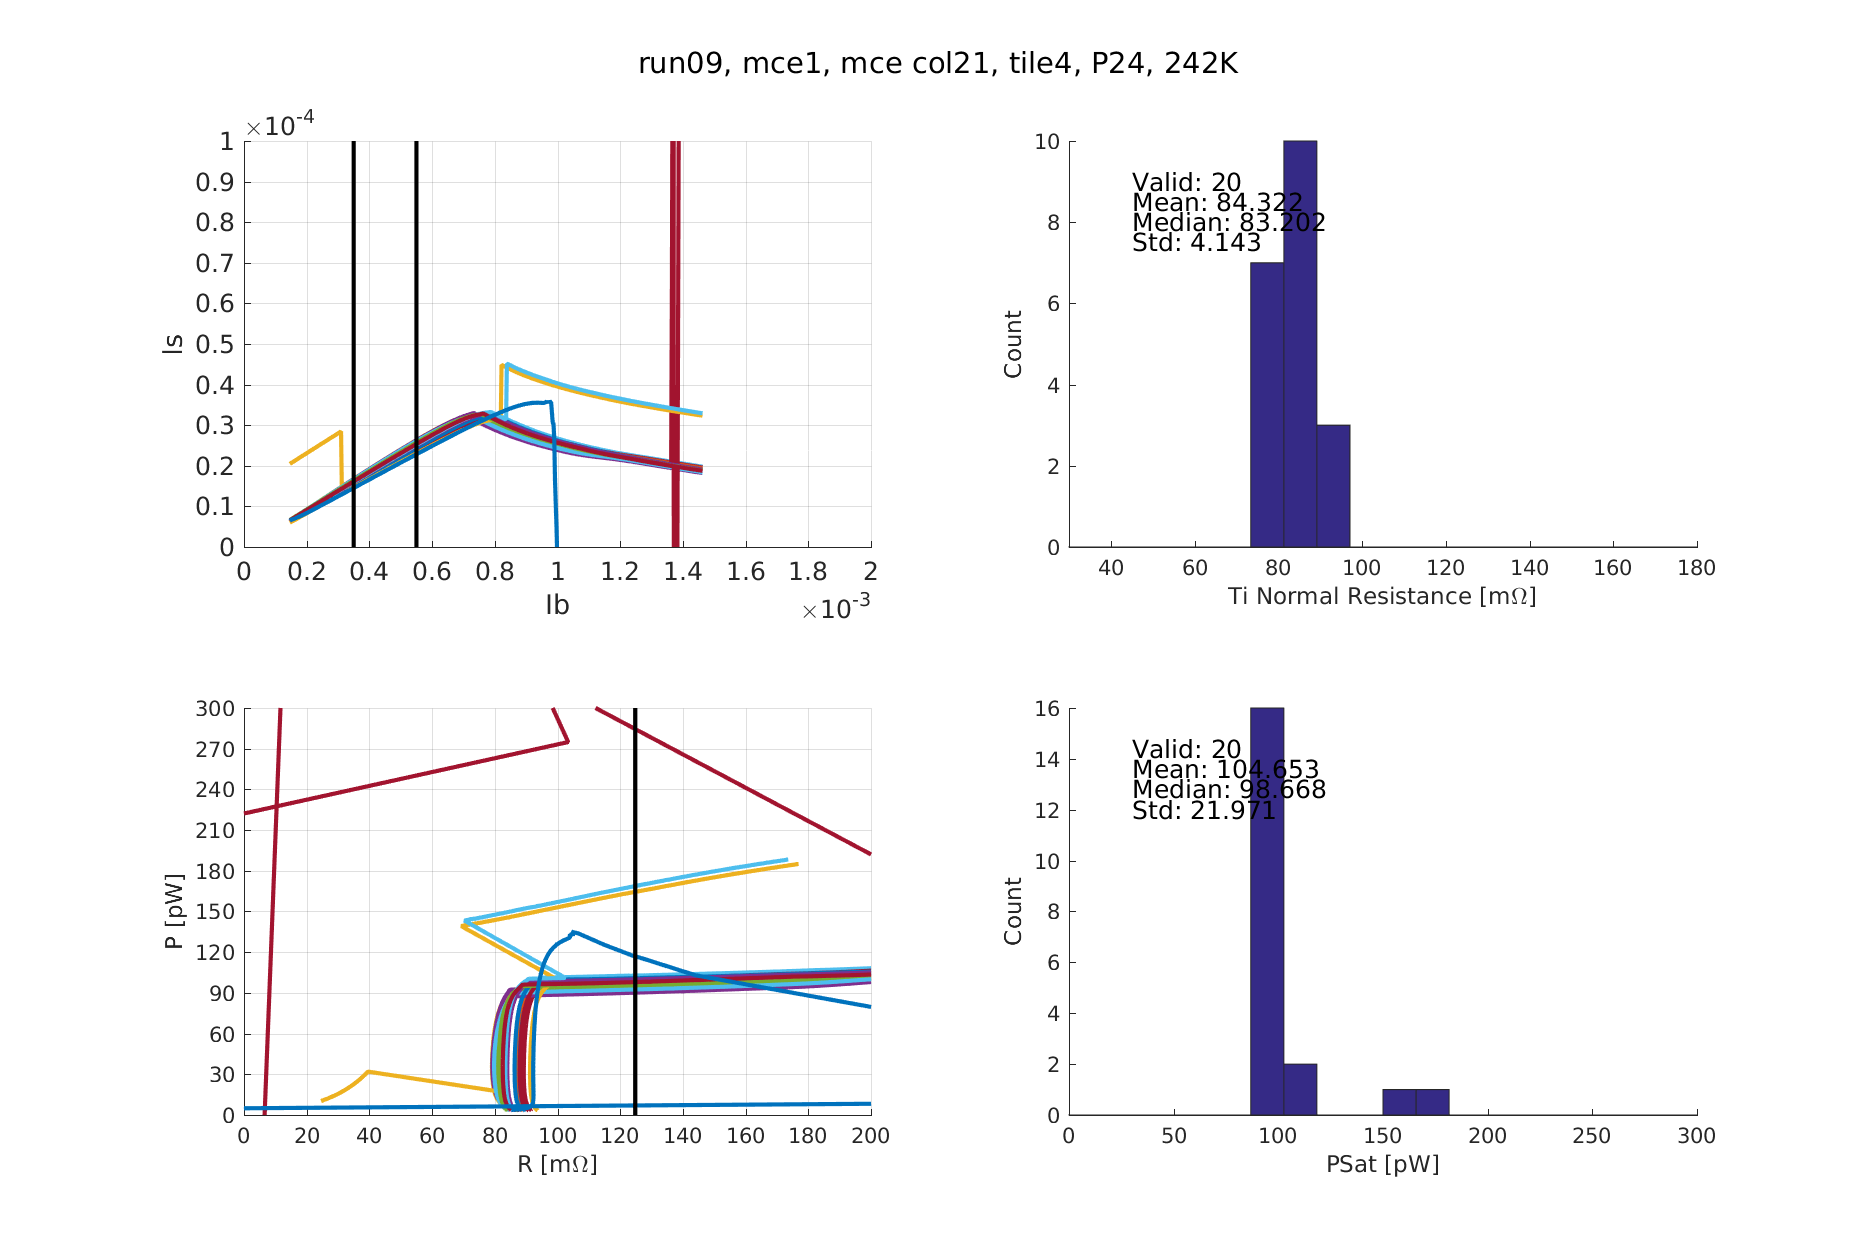 run09, mce1, mce col21, tile4, P24, 242K
×10-4
1
0.9
0.8
0.7
0.6
0.5
0.4
0.3
0.2
0.1
0
Is
0 0.2 0.4 0.6 0.8 1 1.2 1.4 1.6 1.8 2
Ib
×10-3
10
8
6
4
2
0
Count
Valid: 20
Mean: 84.322
Median: 83.202
Std: 4.143
40 60 80 100 120 140 160 180
Ti Normal Resistance [mΩ]
300
270
240
210
180
150
120
90
60
30
0
P [pW]
0 20 40 60 80 100 120 140 160 180 200
R [mΩ]
16
14
12
10
8
6
4
2
0
Count
Valid: 20
Mean: 104.653
Median: 98.668
Std: 21.971
0 50 100 150 200 250 300
PSat [pW]